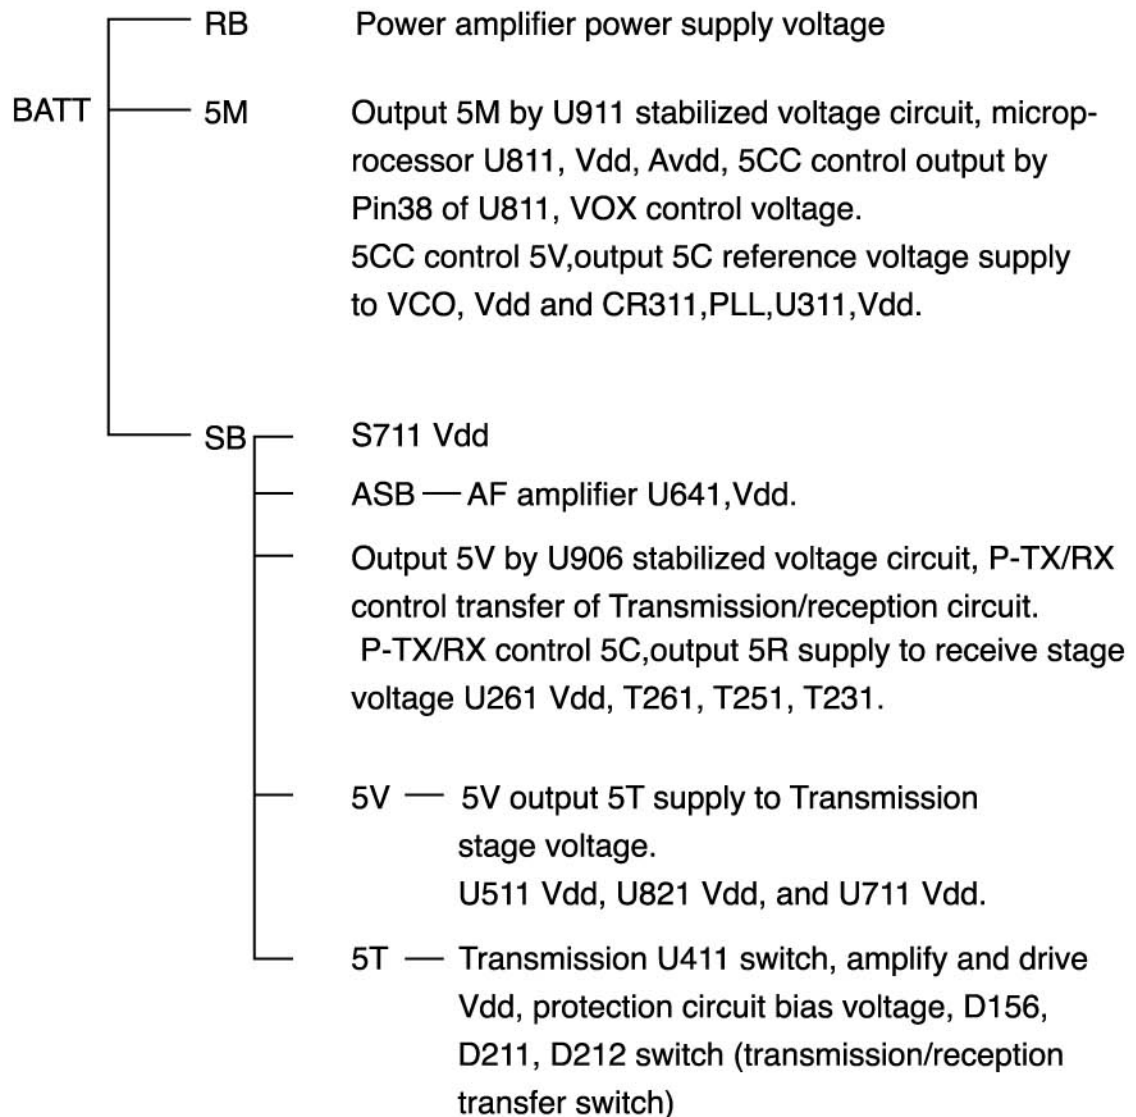 RB Power amplifier power supply voltage
BATT 5M Output 5M by U911 stabilized voltage circuit, microp-
rocessor U811, Vdd, Avdd, 5CC control output by
Pin38 of U811, VOX control voltage.
5CC control 5V,output 5C reference voltage supply
to VCO, Vdd and CR311,PLL,U311,Vdd.
SB S711 Vdd
ASB — AF amplifier U641,Vdd.
Output 5V by U906 stabilized voltage circuit, P-TX/RX
control transfer of Transmission/reception circuit.
P-TX/RX control 5C,output 5R supply to receive stage
voltage U261 Vdd, T261, T251, T231.
5V — 5V output 5T supply to Transmission
stage voltage.
U511 Vdd, U821 Vdd, and U711 Vdd.
5T — Transmission U411 switch, amplify and drive
Vdd, protection circuit bias voltage, D156,
D211, D212 switch (transmission/reception
transfer switch)